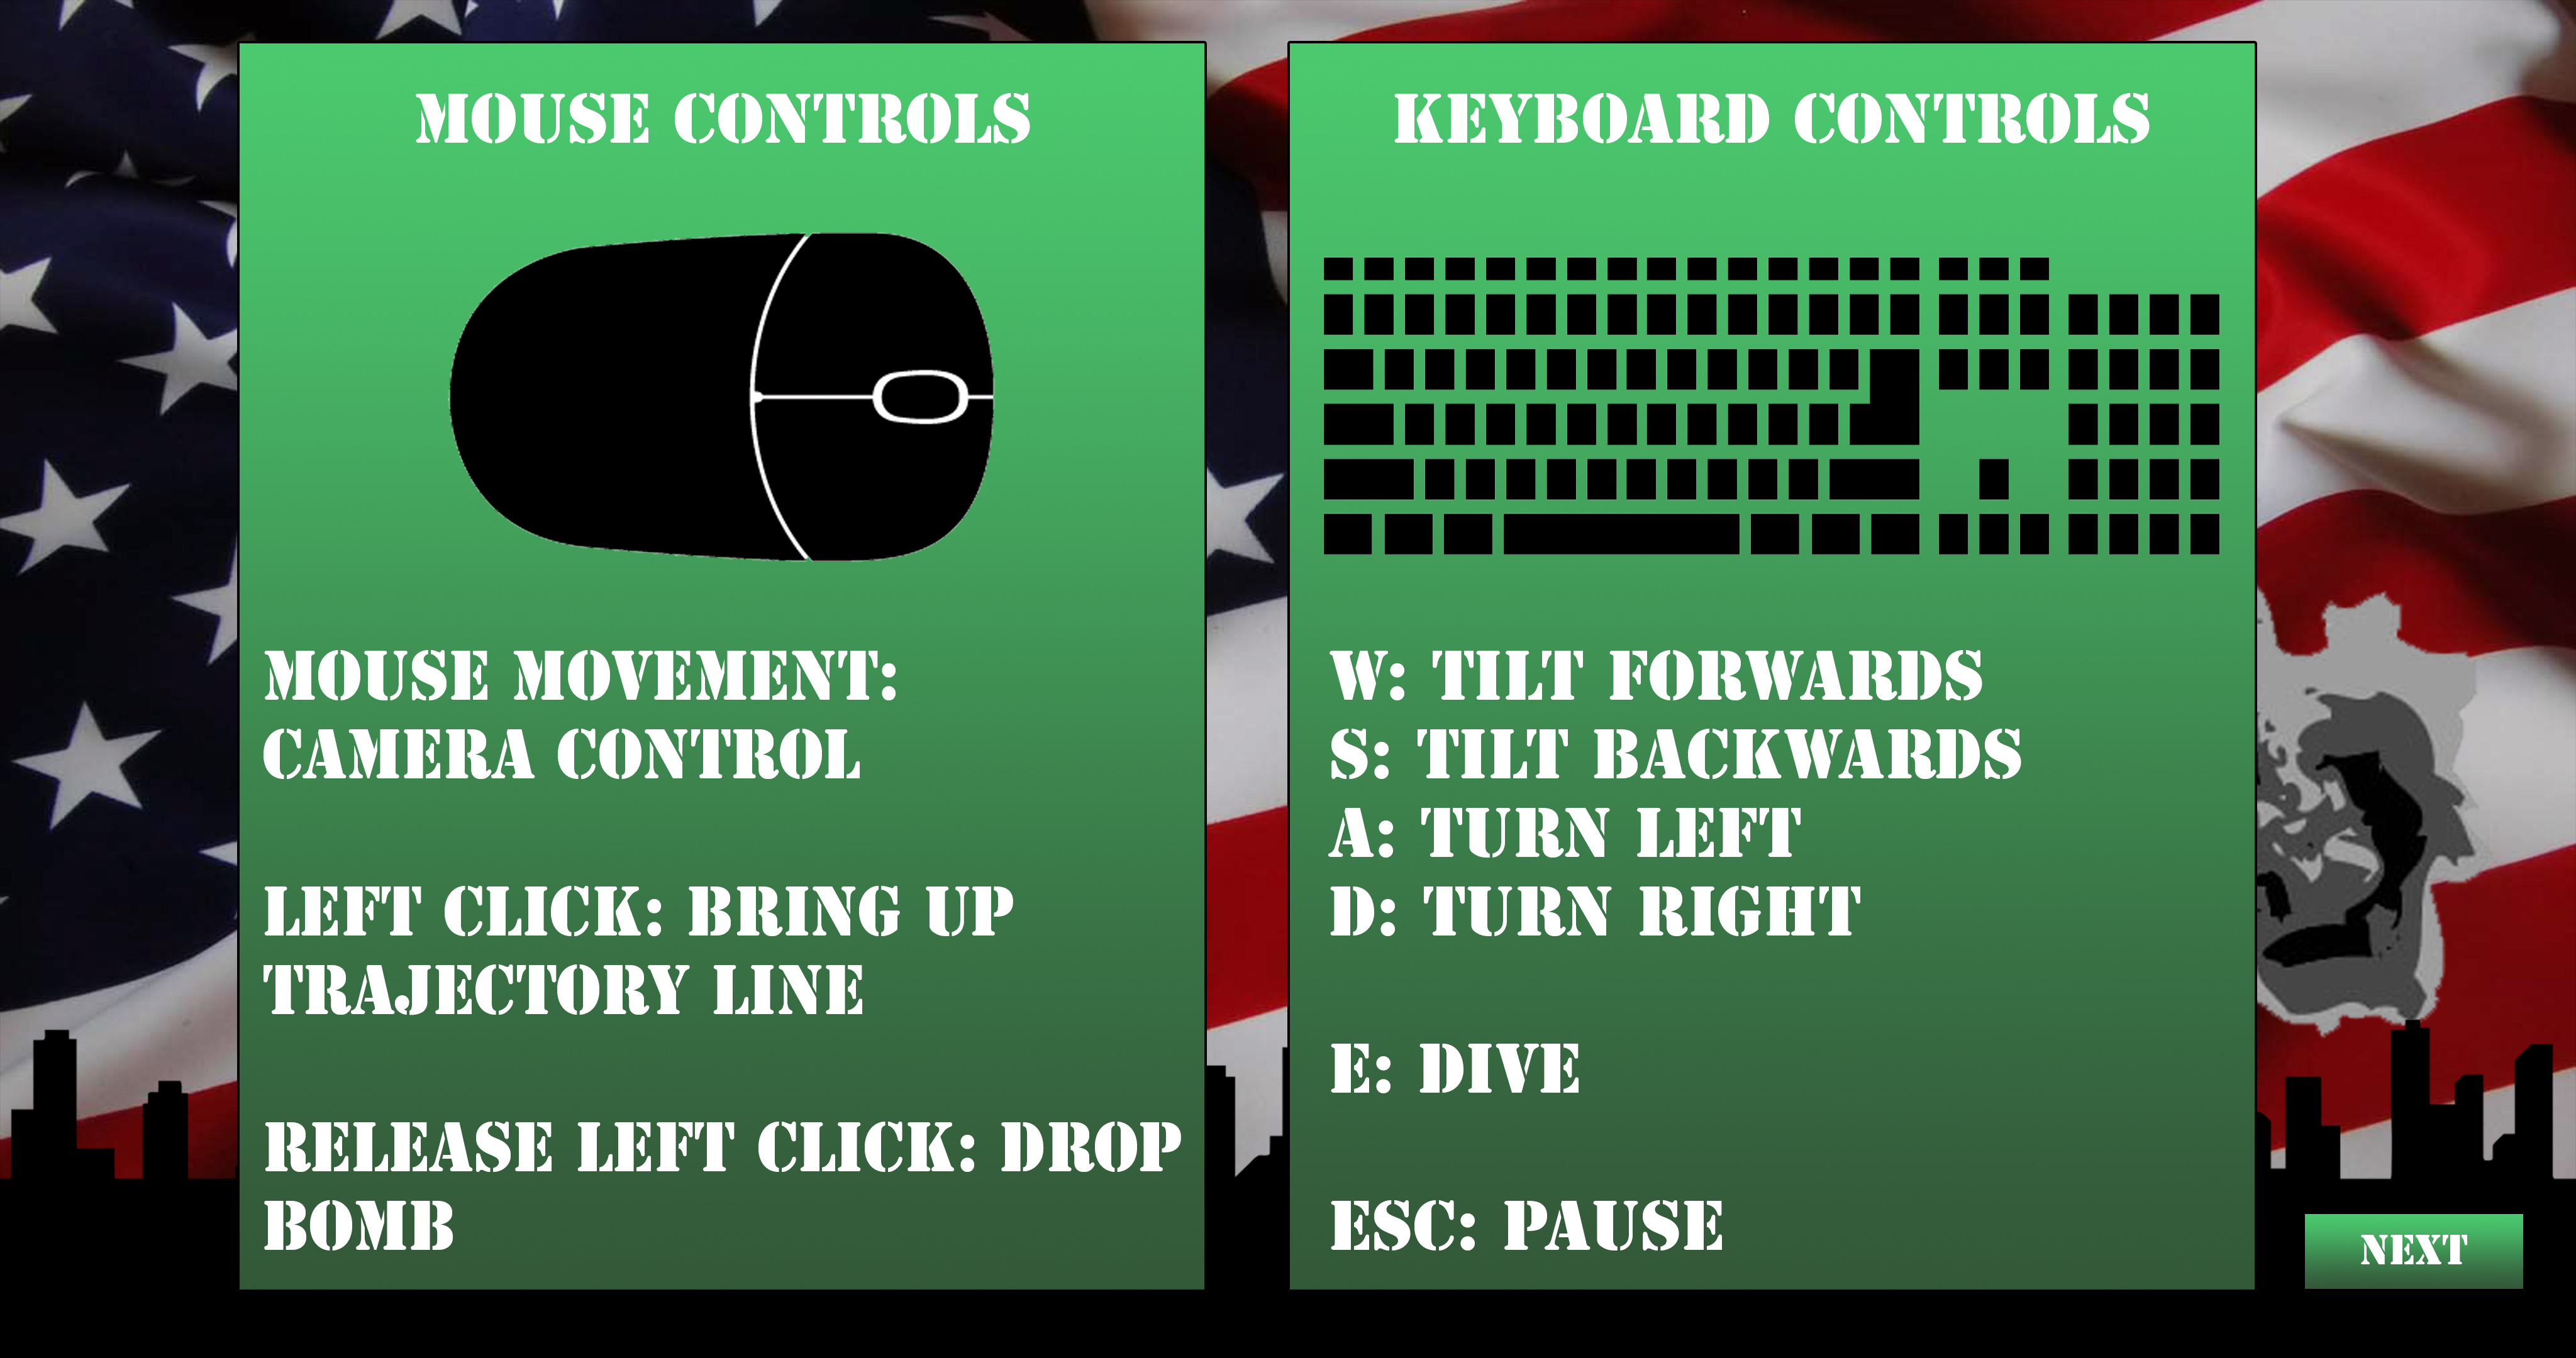 MOUSE CONTROLS
MOUSE MOVEMENT:
CAMERA CONTROL
LEFT CLICK: BRING UP
TRAJECTORY LINE
RELEASE LEFT CLICK: DROP
BOMB
KEYBOARD CONTROLS
W: TILT FORWARDS
S: TILT BACKWARDS
A: TURN LEFT
D: TURN RIGHT
E: DIVE
ESC: PAUSE
NEXT